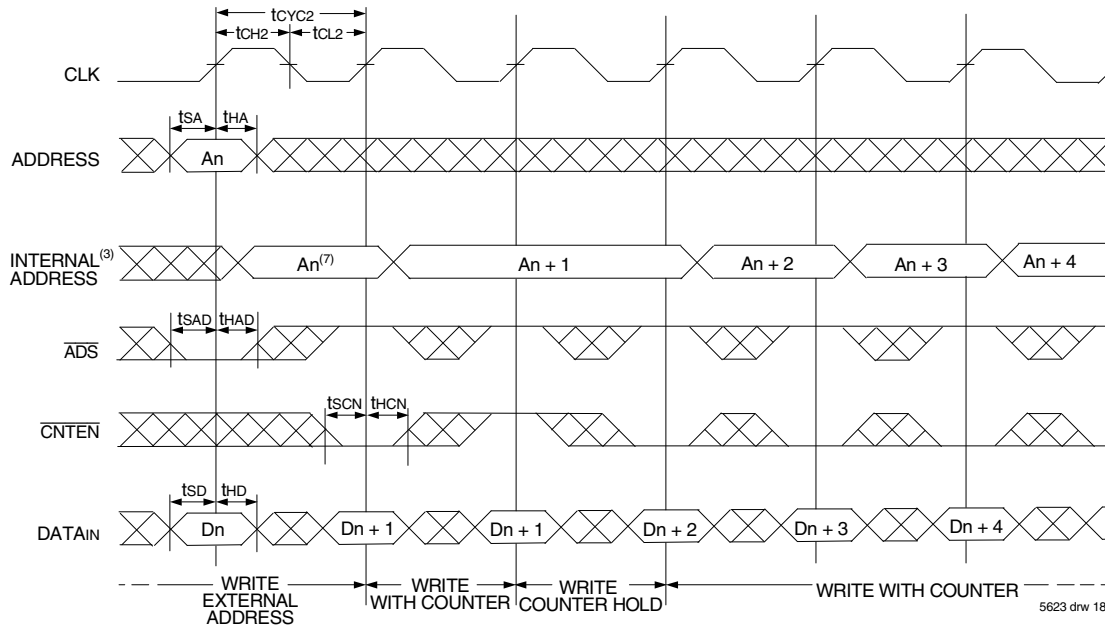 tCYC2
tCH2 tCL2
CLK
tSA tHA
ADDRESS An
INTERNAL(3)
ADDRESS An(7) An + 1 An + 2 An + 3 An + 4
tSAD tHAD
ADS
tSCN tHCN
CNTEN
tSD tHD
DATAIN Dn Dn + 1 Dn + 1 Dn + 2 Dn + 3 Dn + 4
WRITE
EXTERNAL
ADDRESS
WRITE
WITH COUNTER
WRITE
COUNTER HOLD
WRITE WITH COUNTER
5623 drw 18